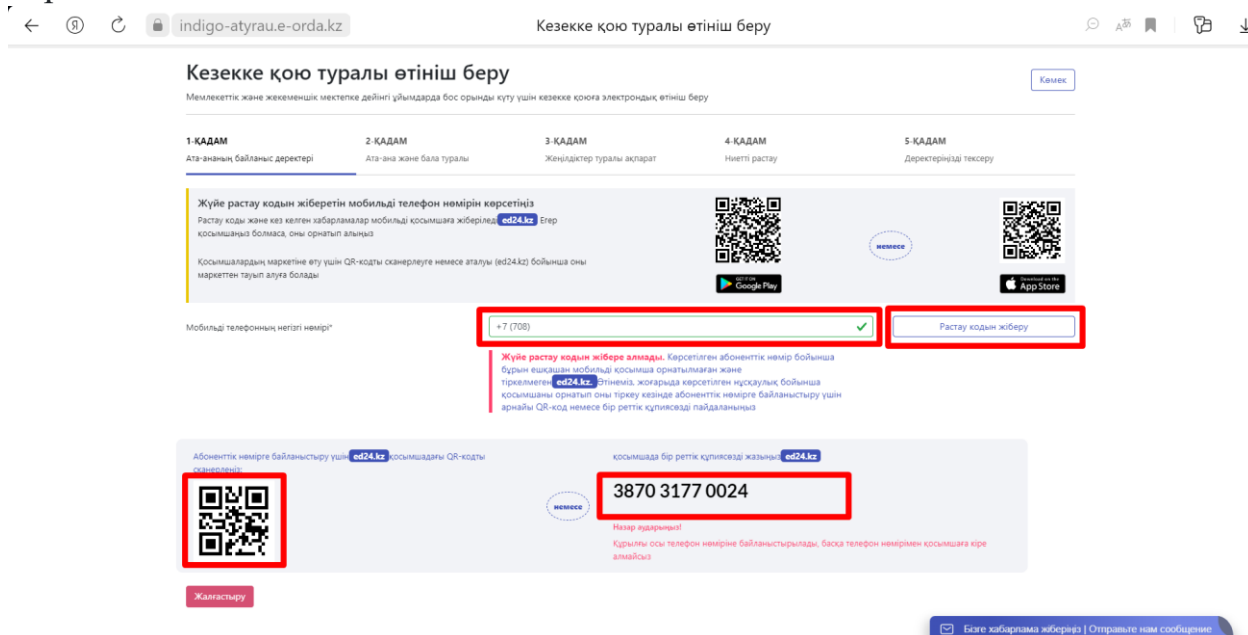 indigo-atyrau.e-orda.kz
Кезекке қою туралы өтініш беру
Кезекке қою туралы өтініш беру
Көмек
Мемлекеттік және жекеменшік мектепке дейінгі ұйымдарда бос орынды күту үшін кезекке қоюға электрондық өтініш беру
1-ҚАДАМ
Ата-ананың байланыс деректері
2-ҚАДАМ
Ата-ана және бала туралы
3-ҚАДАМ
Жеңілдіктер туралы ақпарат
4-ҚАДАМ
Ниетті растау
5-ҚАДАМ
Деректеріңізді тексеру
Жүйе растау кодын жіберетін мобильді телефон нөмірін көрсетіңіз
Растау коды және кез келген хабарламалар мобильді қосымшаға жіберіледі ed24.kz Егер
қосымшаңыз болмаса, оны орнатып алыңыз
Қосымшалардың маркетіне өту үшін QR-кодты сканерлеуге немесе аталуы (ed24.kz) бойынша оны
маркеттен тауып алуға болады
GET IT ON
Google Play
немесе
Download on the
App Store
Мобильді телефонның негізгі нөмірі*
+7 (708)
Растау кодын жіберу
Жүйе растау кодын жібере алмады. Көрсетілген абоненттік нөмір бойынша
бұрын ешқашан мобильді қосымша орнатылмаған және
тіркелмеген ed24.kz. Өтінеміз, жоғарыда көрсетілген нұсқаулық бойынша
қосымшаны орнатып оны тіркеу кезінде абоненттік нөмірге байланыстыру үшін
арнайы QR-код немесе бір реттік құпиясөзді пайдаланыңыз
Абоненттік нөмірге байланыстыру үшін ed24.kz қосымшадағы QR-кодты
сканерлеңіз:
немесе
қосымшада бір реттік құпиясөзді жазыңыз ed24.kz
3870 3177 0024
Назар аударыңыз!
Құрылғы осы телефон нөміріне байланыстырылады, басқа телефон нөмірімен қосымшаға кіре
алмайсыз
Жалғастыру
Бізге хабарлама жіберіңіз | Отправьте нам сообщение